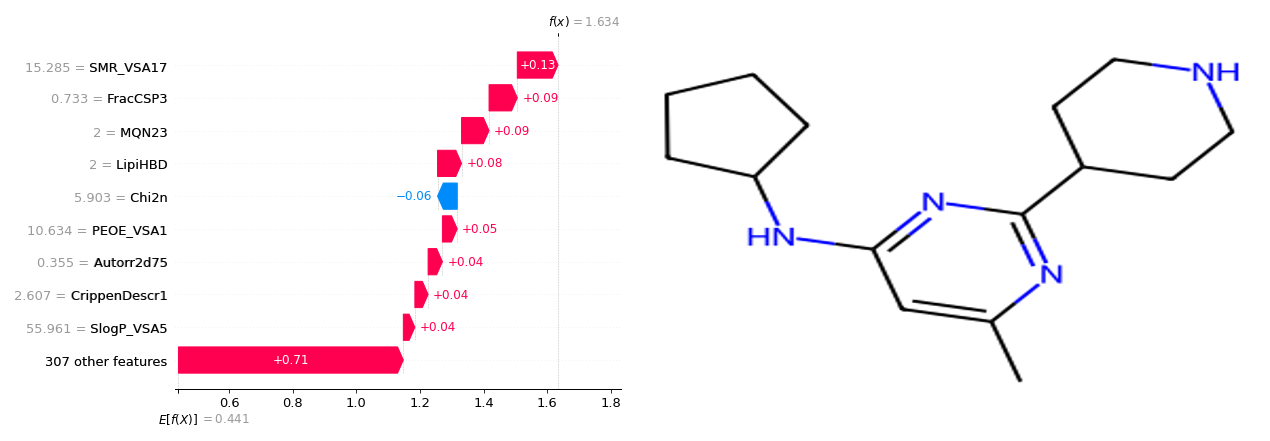 f(x) = 1.634
15.285 = SMR_VSA17
+0.13
0.733 = FracCSP3
+0.09
2 = MQN23
+0.09
2 = LipiHBD
+0.08
5.903 = Chi2n
−0.06
10.634 = PEOE_VSA1
+0.05
0.355 = Autorr2d75
+0.04
2.607 = CrippenDescr1
+0.04
55.961 = SlogP_VSA5
+0.04
307 other features
+0.71
0.6 0.8 1.0 1.2 1.4 1.6 1.8
E[f(X)] = 0.441
NH
N
HN
N